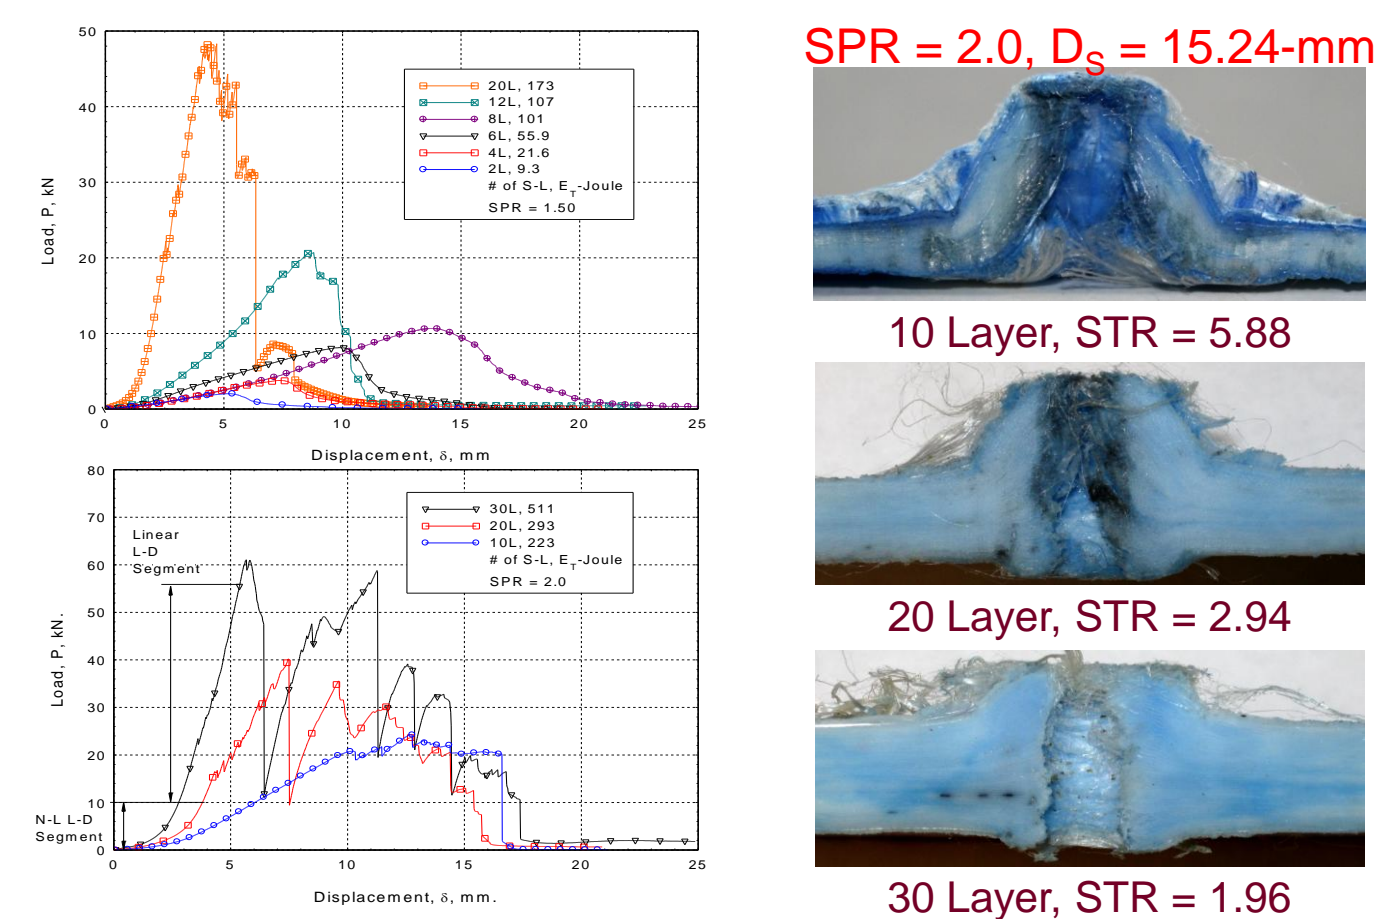 50
40
30
20
10
0
Load, P, kN
20L, 173
12L, 107
8L, 101
6L, 55.9
4L, 21.6
2L, 9.3
# of S-L, E_T-Joule
SPR = 1.50
0 5 10 15 20 25
Displacement, δ, mm
80
70
60
50
40
30
20
10
0
Load, P, kN.
Linear
L-D
Segment
N-L L-D
Segment
30L, 511
20L, 293
10L, 223
# of S-L, E_T-Joule
SPR = 2.0
0 5 10 15 20 25
Displacement, δ, mm.
SPR = 2.0, D_S = 15.24-mm
10 Layer, STR = 5.88
20 Layer, STR = 2.94
30 Layer, STR = 1.96